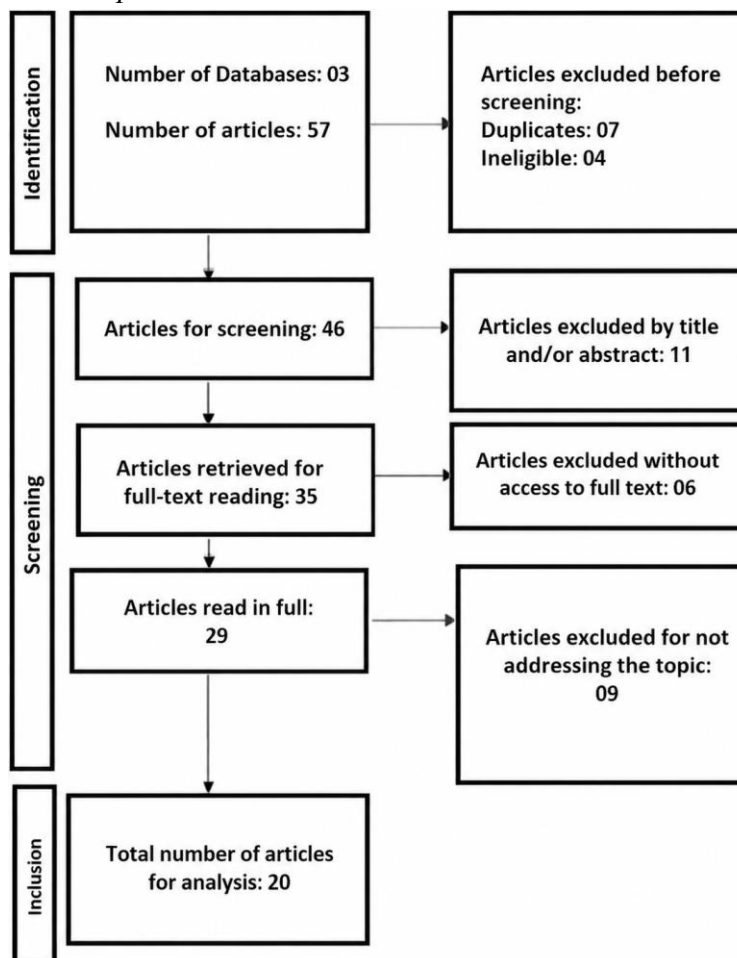 Identification
Number of Databases: 03
Number of articles: 57
Articles excluded before
screening:
Duplicates: 07
Ineligible: 04
Screening
Articles for screening: 46
Articles excluded by title
and/or abstract: 11
Articles retrieved for
full-text reading: 35
Articles excluded without
access to full text: 06
Articles read in full:
29
Articles excluded for not
addressing the topic:
09
Inclusion
Total number of articles
for analysis: 20